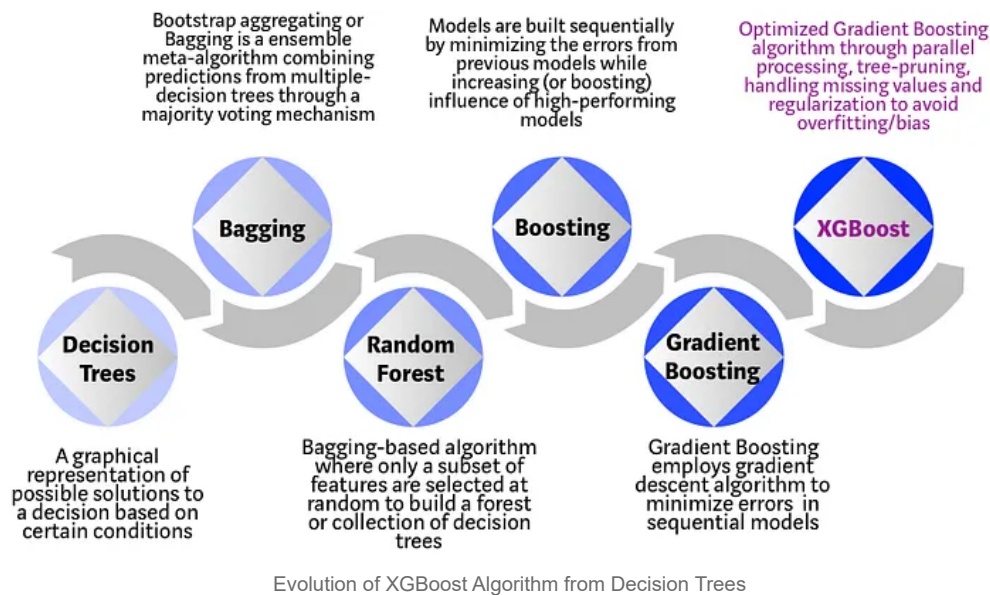 Bootstrap aggregating or
Bagging is a ensemble
meta-algorithm combining
predictions from multiple-
decision trees through a
majority voting mechanism
Models are built sequentially
by minimizing the errors from
previous models while
increasing (or boosting)
influence of high-performing
models
Optimized Gradient Boosting
algorithm through parallel
processing, tree-pruning,
handling missing values and
regularization to avoid
overfitting/bias
Bagging
Boosting
XGBoost
Decision
Trees
Random
Forest
Gradient
Boosting
A graphical
representation of
possible solutions to
a decision based on
certain conditions
Bagging-based algorithm
where only a subset of
features are selected at
random to build a forest
or collection of decision
trees
Gradient Boosting
employs gradient
descent algorithm to
minimize errors in
sequential models
Evolution of XGBoost Algorithm from Decision Trees